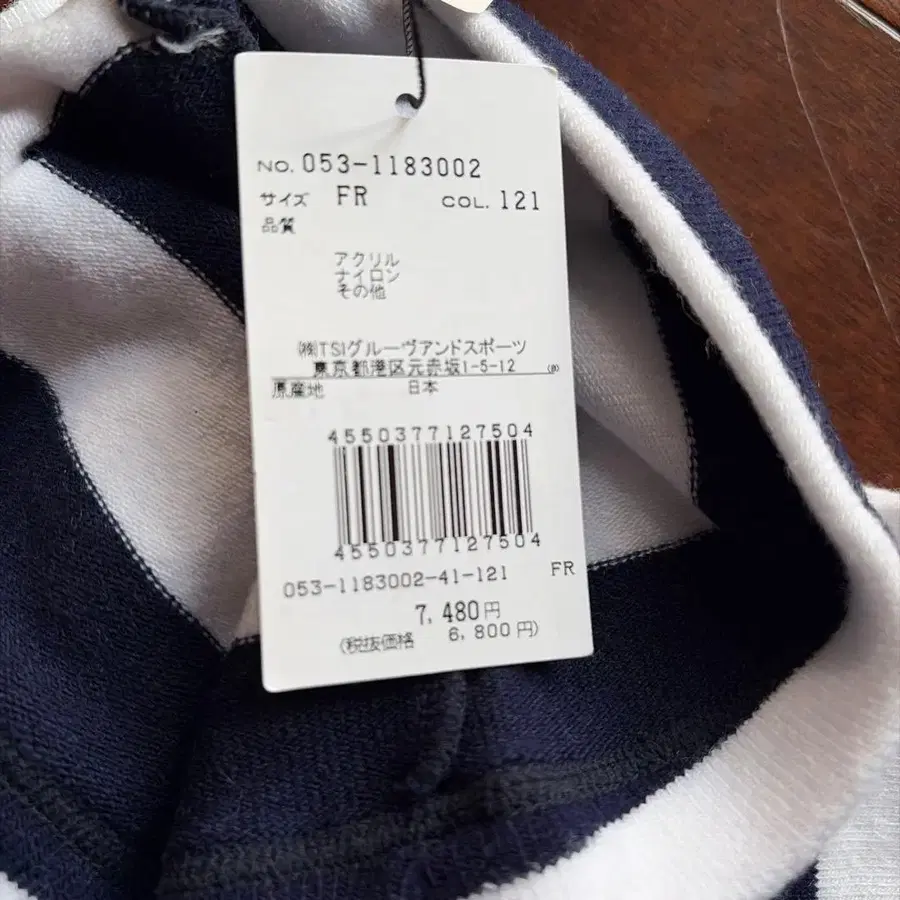 NO. 053-1183002
サイズ FR COL. 121
品質
アクリル
ナイロン
その他
㈱TSIグルーヴアンドスポーツ
東京都港区元赤坂1-5-12
原産地 日本
4550377127504
4550377127504
053-1183002-41-121 FR
7,480円
(税抜価格 6,800円)